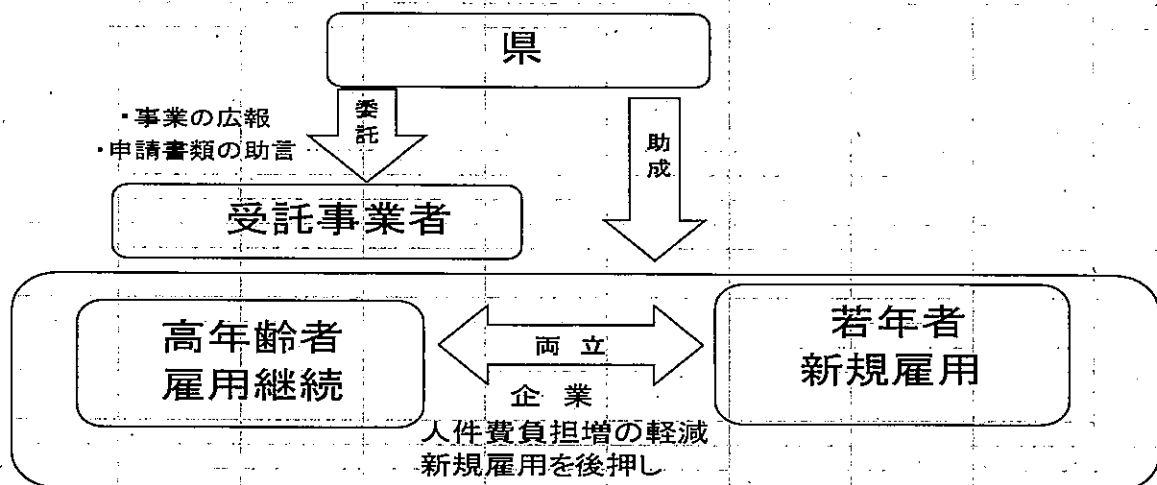 県
・事業の広報
・申請書類の助言
委託
助成
受託事業者
高年齢者
雇用継続
両立
若年者
新規雇用
企業
人件費負担増の軽減
新規雇用を後押し